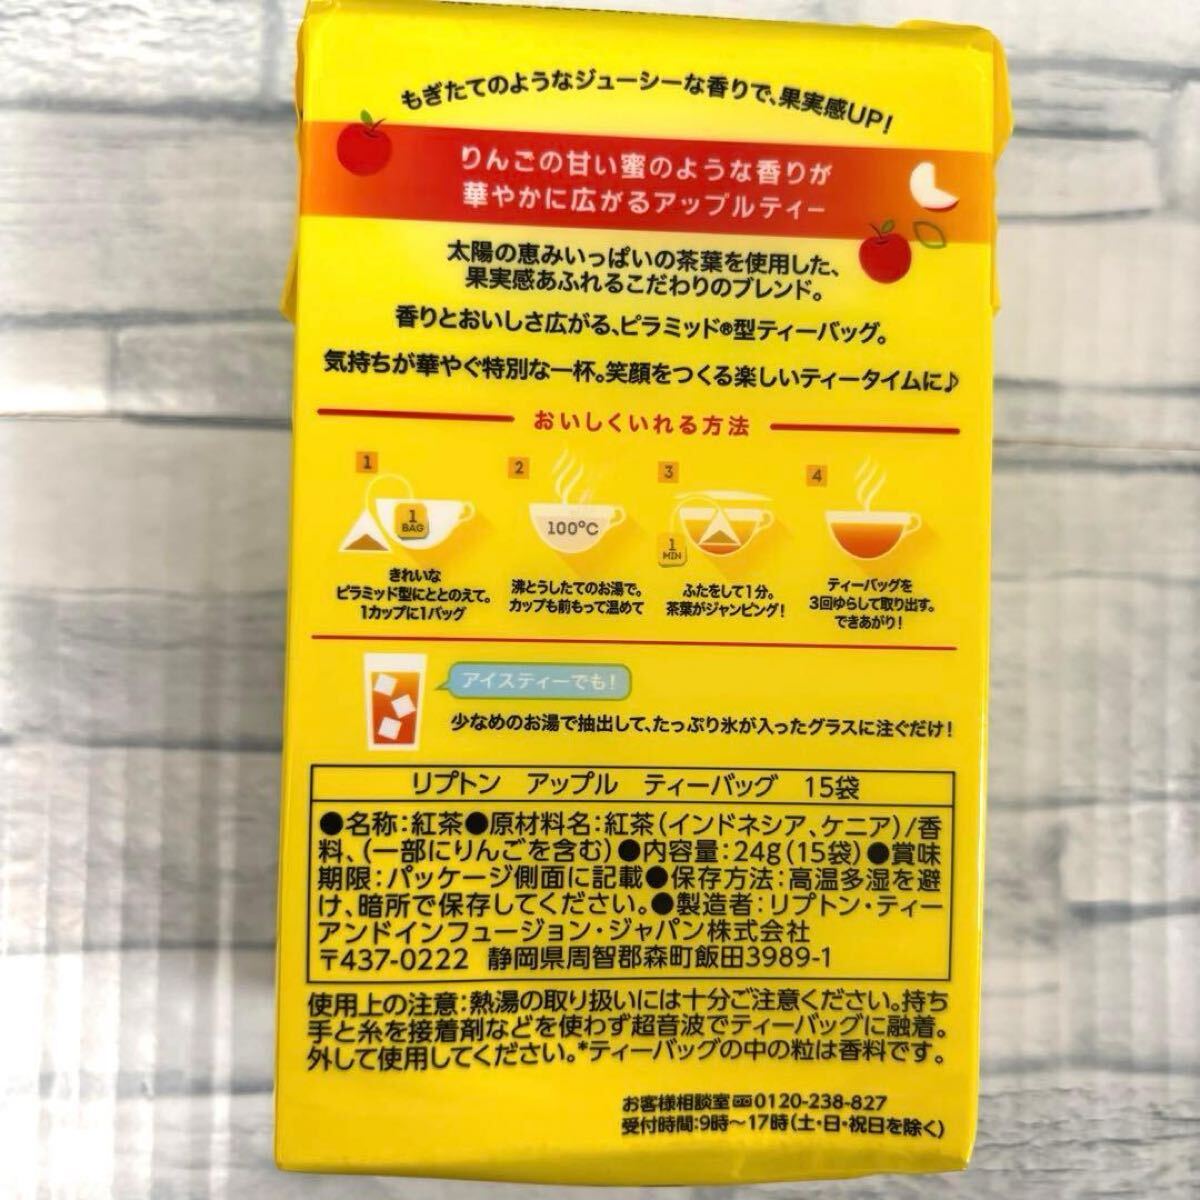 もぎたてのようなジューシーな香りで、果実感UP!
りんごの甘い蜜のような香りが
華やかに広がるアップルティー
太陽の恵みいっぱいの茶葉を使用した、
果実感あふれるこだわりのブレンド。
香りとおいしさ広がる、ピラミッド®型ティーバッグ。
気持ちが華やぐ特別な一杯。笑顔をつくる楽しいティータイムに♪
おいしくいれる方法
1
1
BAG
きれいな
ピラミッド型にととのえて。
1カップに1バッグ
2
100°C
沸とうしたてのお湯で。
カップも前もって温めて
3
1
MIN
ふたをして1分。
茶葉がジャンピング!
4
ティーバッグを
3回ゆらして取り出す。
できあがり!
アイスティーでも!
少なめのお湯で抽出して、たっぷり氷が入ったグラスに注ぐだけ!
リプトン アップル ティーバッグ 15袋
●名称:紅茶●原材料名:紅茶(インドネシア、ケニア)/香
料、(一部にりんごを含む)●内容量:24g(15袋)●賞味
期限:パッケージ側面に記載●保存方法:高温多湿を避
け、暗所で保存してください。●製造者:リプトン・ティー
アンドインフュージョン・ジャパン株式会社
〒437-0222 静岡県周智郡森町飯田3989-1
使用上の注意:熱湯の取り扱いには十分ご注意ください。持ち
手と糸を接着剤などを使わず超音波でティーバッグに融着。
外して使用してください。*ティーバッグの中の粒は香料です。
お客様相談室 0120-238-827
受付時間:9時～17時(土・日・祝日を除く)